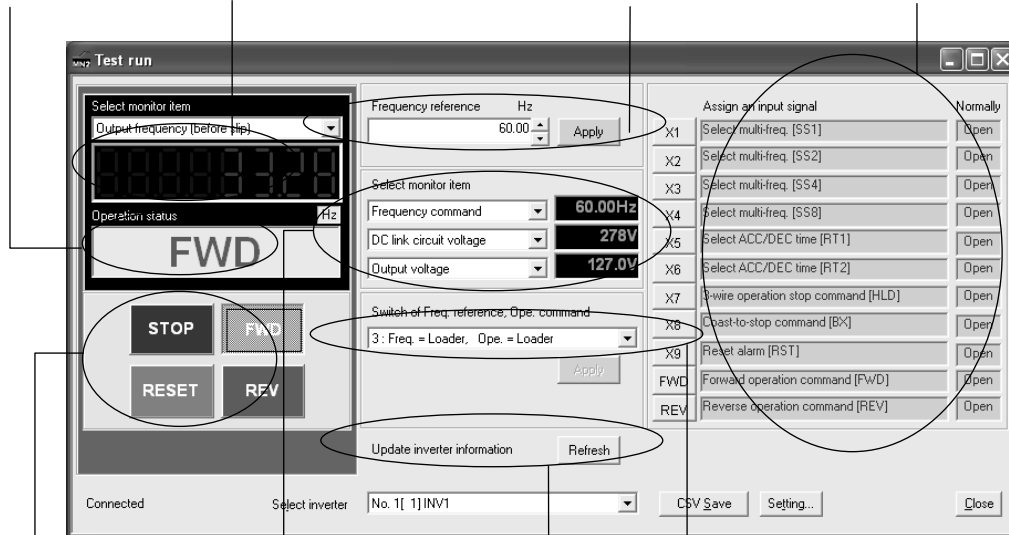 MNP Test run
Select monitor item
Output frequency (before slip)
33.20
Operation status Hz
FWD
STOP FWD
RESET REV
Frequency reference Hz
60.00 Apply
Select monitor item
Frequency command 60.00Hz
DC link circuit voltage 278V
Output voltage 127.0V
Switch of Freq. reference, Ope. command
3 : Freq. = Loader, Ope. = Loader
Apply
Update inverter information Refresh
Assign an input signal Normally
X1 Select multi-freq. [SS1] Open
X2 Select multi-freq. [SS2] Open
X3 Select multi-freq. [SS4] Open
X4 Select multi-freq. [SS8] Open
X5 Select ACC/DEC time [RT1] Open
X6 Select ACC/DEC time [RT2] Open
X7 3-wire operation stop command [HLD] Open
X8 Coast-to-stop command [BX] Open
X9 Reset alarm [RST] Open
FWD Forward operation command [FWD] Open
REV Reverse operation command [REV] Open
Connected Select inverter No. 1[ 1] INV1 CSV Save Setting... Close